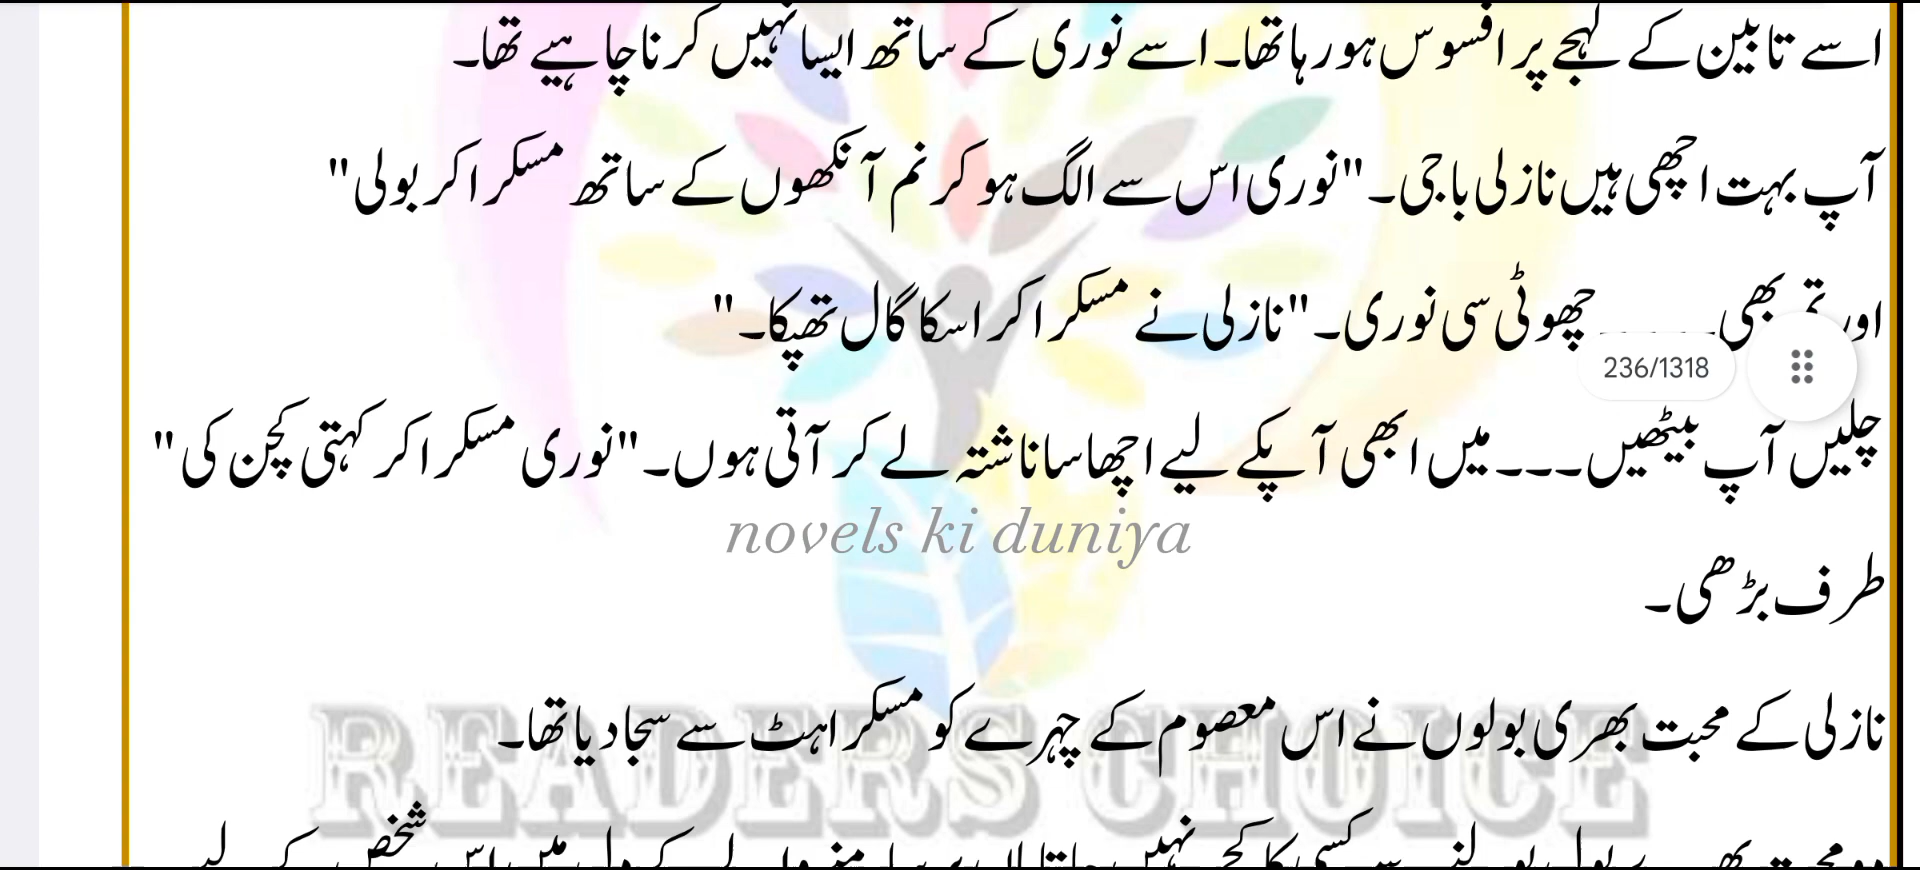 اسے تابین کے لہجے پر افسوس ہو رہا تھا۔ اسے نوری کے ساتھ ایسا نہیں کرنا چاہیے تھا۔
آپ بہت اچھی ہیں نازلی باجی۔"نوری اس سے الگ ہو کر نم آنکھوں کے ساتھ مسکرا کر بولی"
اور بھی۔۔۔۔۔ چھوٹی سی نوری۔"نازلی نے مسکرا کر اسکا گال تھپکا۔"
236/1318
چلیں آپ بیٹھیں۔۔۔ میں ابھی آپکے لیے اچھا سا ناشتہ لے کر آتی ہوں۔"نوری مسکرا کر کہتی کچن کی"
novels ki duniya
طرف بڑھی۔
نازلی کے محبت بھری بولوں نے اس معصوم کے چہرے کو مسکراہٹ سے سجا دیا تھا۔
READERS CHOICE